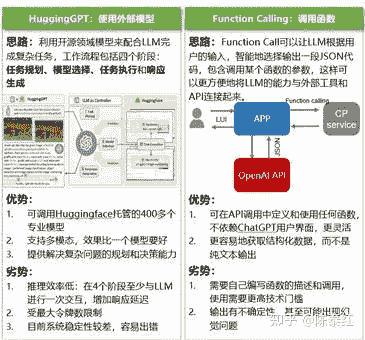 HuggingGPT：使用外部模型
思路：利用开源领域模型来配合LLM完
成复杂任务，工作流程包括四个阶段：
任务规划、模型选择、任务执行和响应
生成
LLM as Controller
HuggingFace
优势：
1. 可调用Huggingface托管的400多个
专业模型
2. 支持多模态，效果比一个模型要好
3. 提供解决复杂问题的规划和决策能力
劣势：
1. 推理效率低：在4个阶段至少与LLM
进行一次交互，增加响应延迟
2. 受最大令牌数限制
3. 目前系统稳定性较差，容易出错
Function Calling：调用函数
思路：Function Call可以让LLM根据用
户的输入，智能地选择输出一段JSON代
码，包含调用某个函数的参数，这样可
以更方便地将LLM的能力与外部工具和
API连接起来。
Function calling
LUI
APP
CP
service
JSON
OpenAI API
优势：
1. 可在API调用中定义和使用任何函数，
不依赖ChatGPT用户界面，更灵活
2. 更容易地获取结构化数据，而不是
纯文本输出
劣势：
1. 需要自己编写函数的描述和调用，
使用需要更高技术门槛
2. 输出有不确定性，甚至可能出现幻
觉问题
知乎 @陈泰红